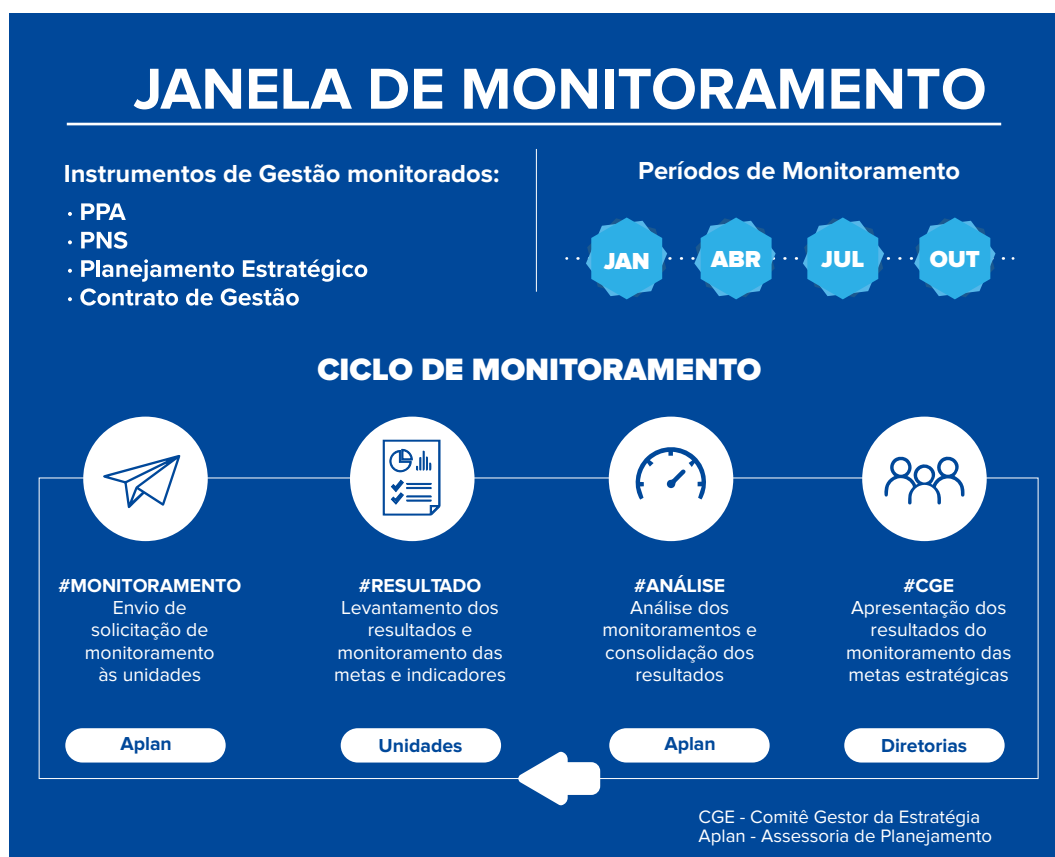 JANELA DE MONITORAMENTO
Instrumentos de Gestão monitorados:
· PPA
· PNS
· Planejamento Estratégico
· Contrato de Gestão
Períodos de Monitoramento
JAN
ABR
JUL
OUT
CICLO DE MONITORAMENTO
#MONITORAMENTO
Envio de
solicitação de
monitoramento
às unidades
Aplan
#RESULTADO
Levantamento dos
resultados e
monitoramento das
metas e indicadores
Unidades
#ANÁLISE
Análise dos
monitoramentos e
consolidação dos
resultados
Aplan
#CGE
Apresentação dos
resultados do
monitoramento das
metas estratégicas
Diretorias
CGE - Comitê Gestor da Estratégia
Aplan - Assessoria de Planejamento